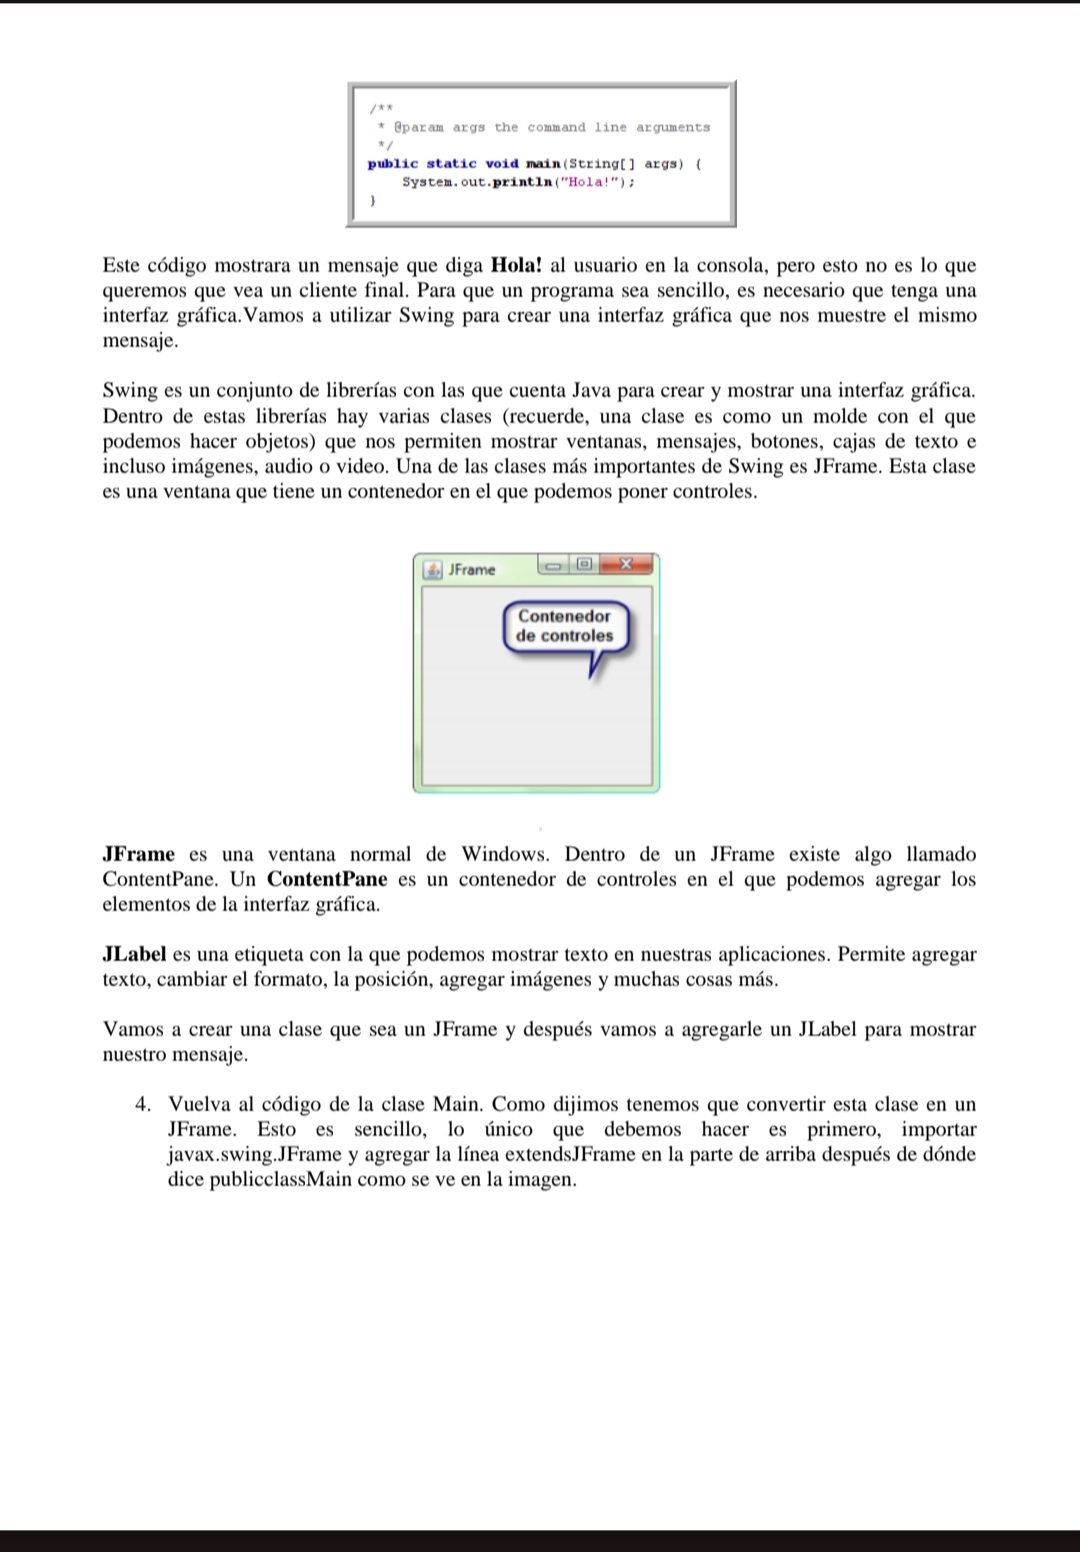 /**
* @param args the command line arguments
*/
public static void main(String[] args) {
System.out.println("Hola!");
}
Este código mostrara un mensaje que diga Hola! al usuario en la consola, pero esto no es lo que
queremos que vea un cliente final. Para que un programa sea sencillo, es necesario que tenga una
interfaz gráfica.Vamos a utilizar Swing para crear una interfaz gráfica que nos muestre el mismo
mensaje.
Swing es un conjunto de librerías con las que cuenta Java para crear y mostrar una interfaz gráfica.
Dentro de estas librerías hay varias clases (recuerde, una clase es como un molde con el que
podemos hacer objetos) que nos permiten mostrar ventanas, mensajes, botones, cajas de texto e
incluso imágenes, audio o video. Una de las clases más importantes de Swing es JFrame. Esta clase
es una ventana que tiene un contenedor en el que podemos poner controles.
JFrame
Contenedor
de controles
JFrame es una ventana normal de Windows. Dentro de un JFrame existe algo llamado
ContentPane. Un ContentPane es un contenedor de controles en el que podemos agregar los
elementos de la interfaz gráfica.
JLabel es una etiqueta con la que podemos mostrar texto en nuestras aplicaciones. Permite agregar
texto, cambiar el formato, la posición, agregar imágenes y muchas cosas más.
Vamos a crear una clase que sea un JFrame y después vamos a agregarle un JLabel para mostrar
nuestro mensaje.
4. Vuelva al código de la clase Main. Como dijimos tenemos que convertir esta clase en un
JFrame. Esto es sencillo, lo único que debemos hacer es primero, importar
javax.swing.JFrame y agregar la línea extendsJFrame en la parte de arriba después de dónde
dice publicclassMain como se ve en la imagen.